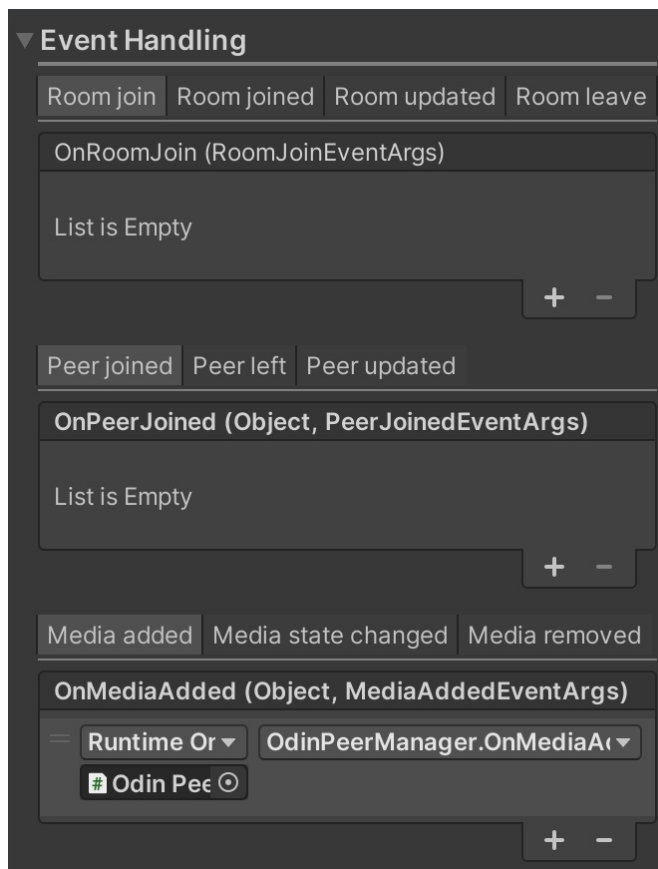 Event Handling
Room join Room joined Room updated Room leave
OnRoomJoin (RoomJoinEventArgs)
List is Empty
+ −
Peer joined Peer left Peer updated
OnPeerJoined (Object, PeerJoinedEventArgs)
List is Empty
+ −
Media added Media state changed Media removed
OnMediaAdded (Object, MediaAddedEventArgs)
Runtime Or OdinPeerManager.OnMediaAd
# Odin Pee
+ −